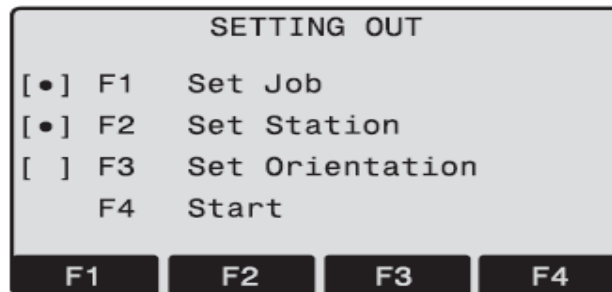 SETTING OUT
[•] F1 Set Job
[•] F2 Set Station
[ ] F3 Set Orientation
F4 Start
F1 F2 F3 F4